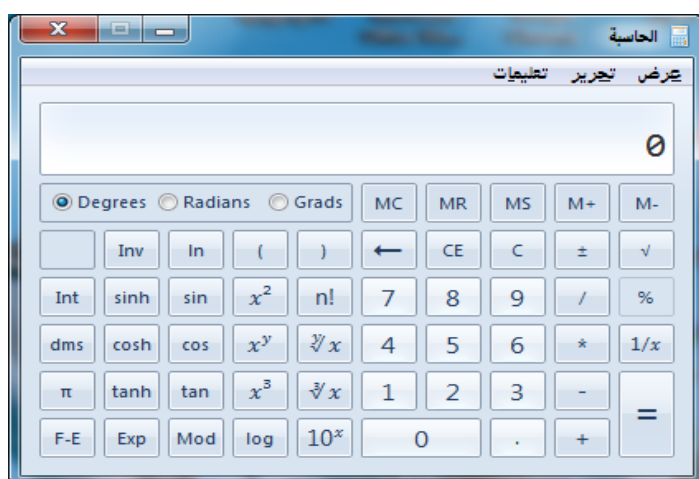 الحاسبة
عرض تحرير تعليمات
0
Degrees Radians Grads MC MR MS M+ M-
Inv ln ( ) ← CE C ± √
Int sinh sin x² n! 7 8 9 / %
dms cosh cos xʸ ʸ√x 4 5 6 * 1/x
π tanh tan x³ ³√x 1 2 3 - =
F-E Exp Mod log 10ˣ 0 . +